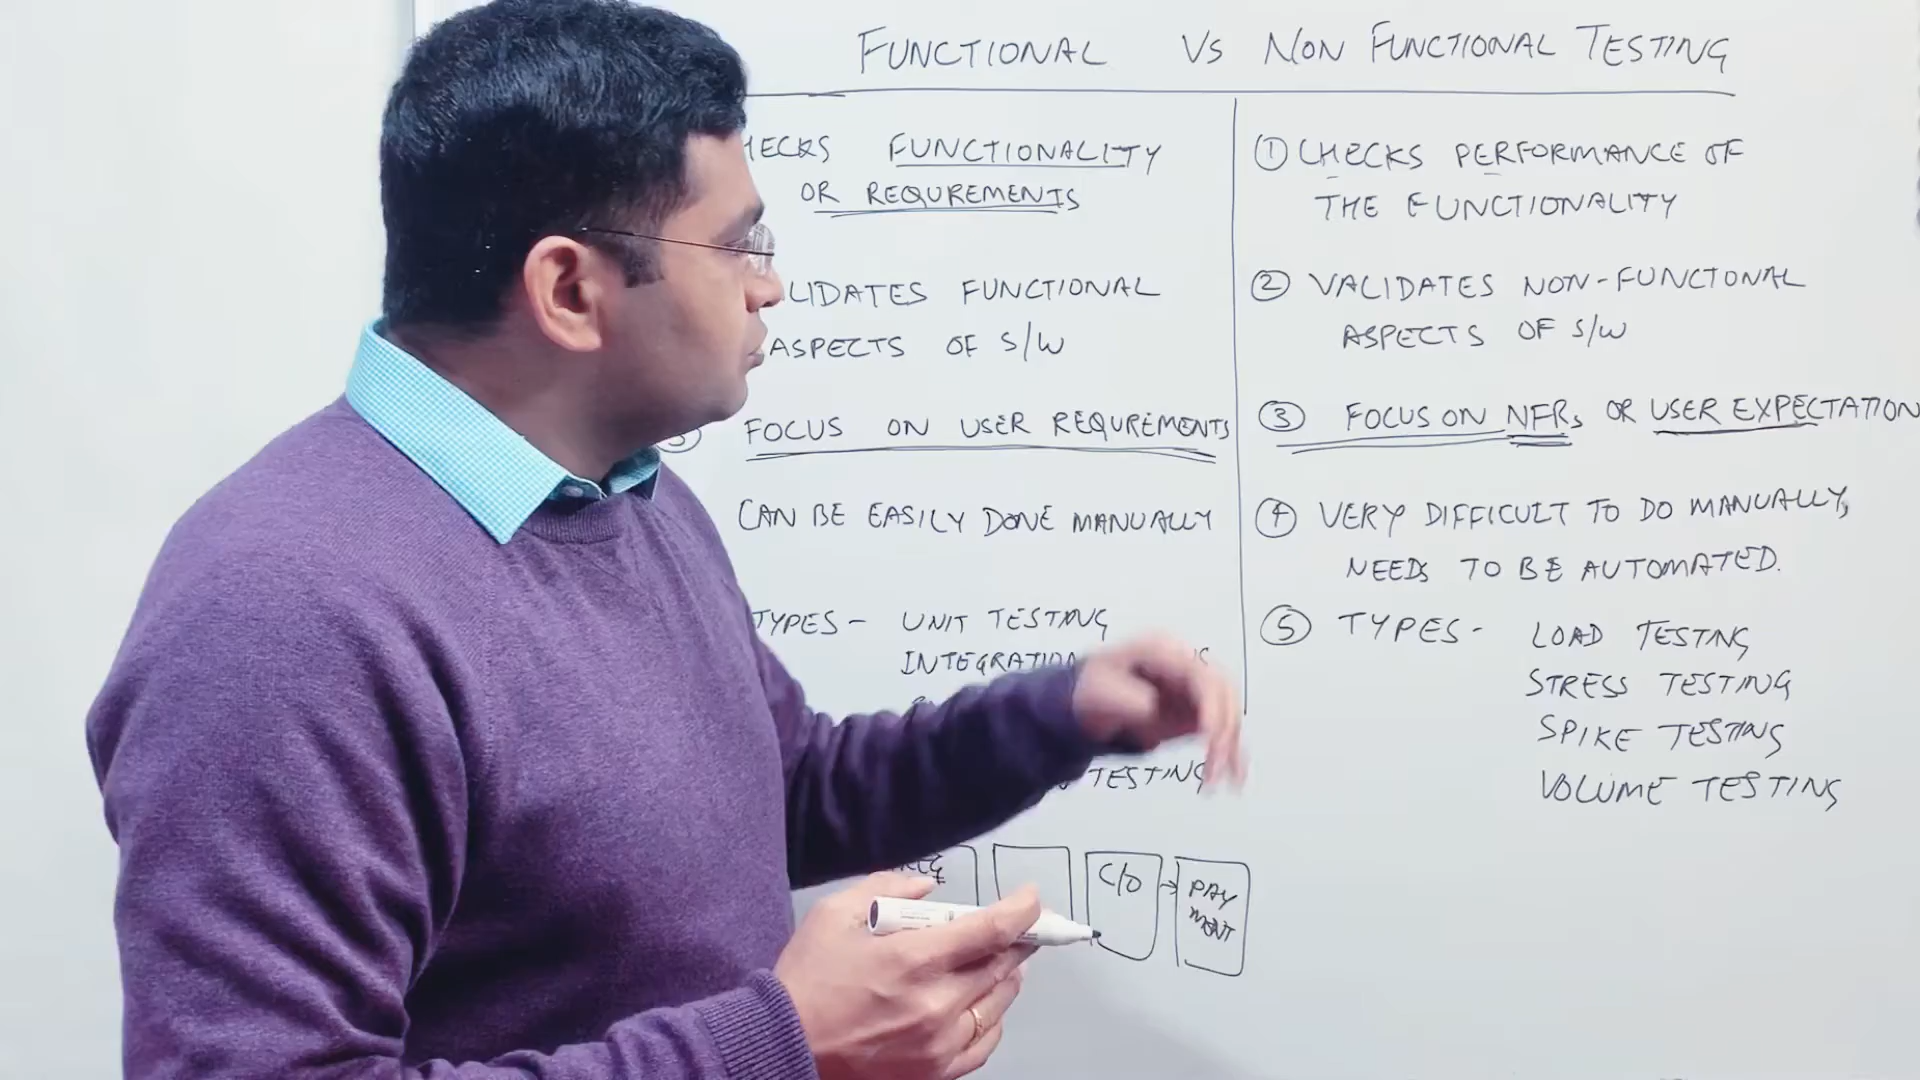 FUNCTIONAL VS NON FUNCTIONAL TESTING
FUNCTIONALITY
OR REQUREMENTS
LIDATES FUNCTIONAL
ASPECTS OF S/W
FOCUS ON USER REQUREMENTS
CAN BE EASILY DONE MANUALLY
TYPES - UNIT TESTING
TESTING
C/O
PAY
MENT
① CHECKS PERFORMANCE OF
THE FUNCTIONALITY
② VALIDATES NON-FUNCTONAL
ASPECTS OF S/W
③ FOCUS ON NFRs OR USER EXPECTATION
④ VERY DIFFICULT TO DO MANUALLY,
NEEDS TO BE AUTOMATED.
⑤ TYPES - LOAD TESTING
STRESS TESTING
SPIKE TESTING
VOLUME TESTING